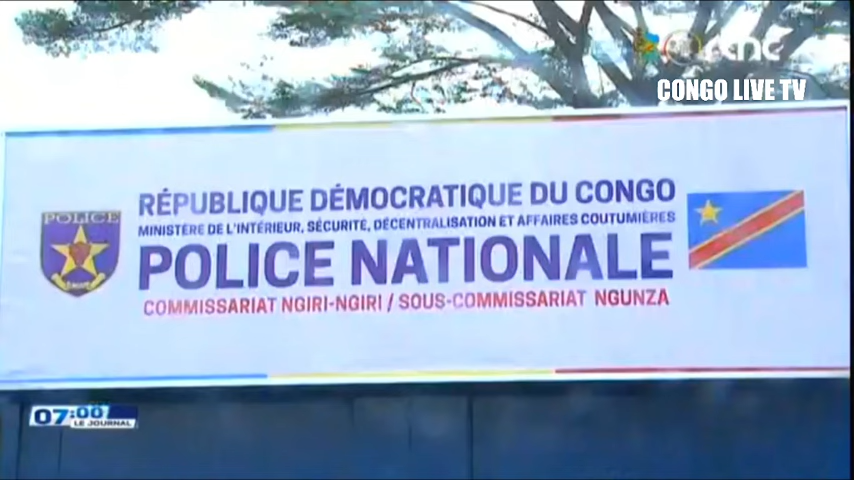 rtnc
CONGO LIVE TV
RÉPUBLIQUE DÉMOCRATIQUE DU CONGO
MINISTÈRE DE L'INTÉRIEUR, SÉCURITÉ, DÉCENTRALISATION ET AFFAIRES COUTUMIÈRES
POLICE
POLICE NATIONALE
COMMISSARIAT NGIRI-NGIRI / SOUS-COMMISSARIAT NGUNZA
07:00
LE JOURNAL